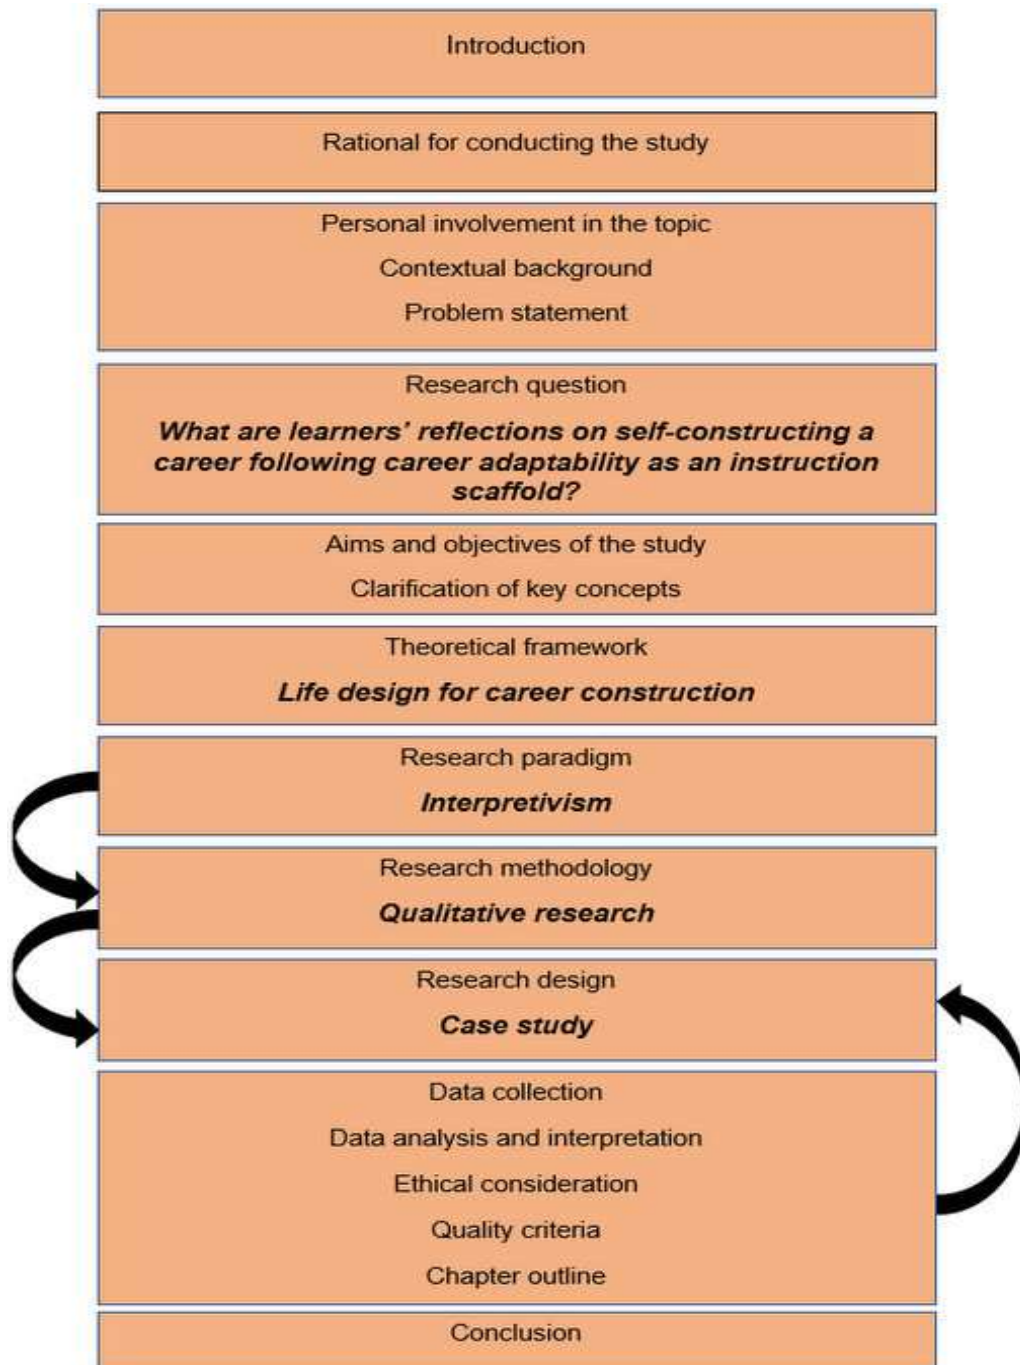 Introduction
Rational for conducting the study
Personal involvement in the topic
Contextual background
Problem statement
Research question
What are learners' reflections on self-constructing a
career following career adaptability as an instruction
scaffold?
Aims and objectives of the study
Clarification of key concepts
Theoretical framework
Life design for career construction
Research paradigm
Interpretivism
Research methodology
Qualitative research
Research design
Case study
Data collection
Data analysis and interpretation
Ethical consideration
Quality criteria
Chapter outline
Conclusion